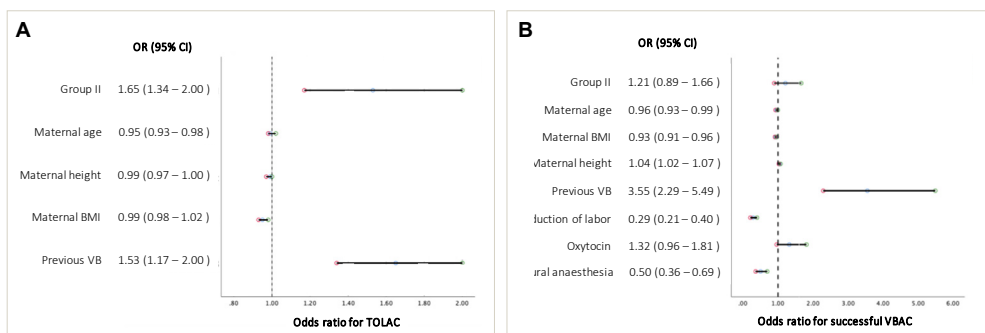 A
OR (95% CI)
Group II 1.65 (1.34 – 2.00 )
Maternal age 0.95 (0.93 – 0.98 )
Maternal height 0.99 (0.97 – 1.00 )
Maternal BMI 0.99 (0.98 – 1.02 )
Previous VB 1.53 (1.17 – 2.00 )
.80 1.00 1.20 1.40 1.60 1.80 2.00
Odds ratio for TOLAC
B
OR (95% CI)
Group II 1.21 (0.89 – 1.66 )
Maternal age 0.96 (0.93 – 0.99 )
Maternal BMI 0.93 (0.91 – 0.96 )
Maternal height 1.04 (1.02 – 1.07 )
Previous VB 3.55 (2.29 – 5.49 )
duction of labor 0.29 (0.21 – 0.40 )
Oxytocin 1.32 (0.96 – 1.81 )
ural anaesthesia 0.50 (0.36 – 0.69 )
.00 1.00 2.00 3.00 4.00 5.00 6.00
Odds ratio for successful VBAC